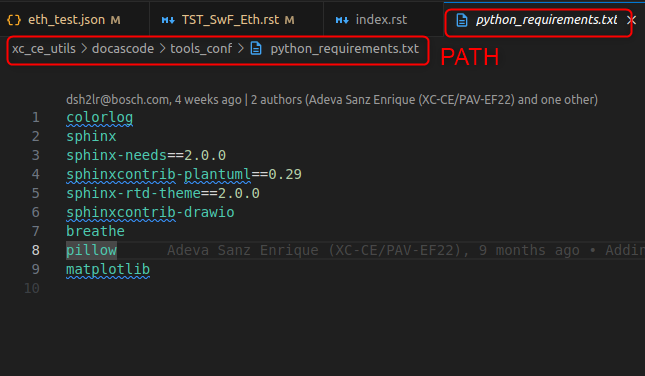 eth_test.json M TST_SwF_Eth.rst M index.rst python_requirements.txt
xc_ce_utils > docascode > tools_conf > python_requirements.txt PATH
dsh2lr@bosch.com, 4 weeks ago | 2 authors (Adeva Sanz Enrique (XC-CE/PAV-EF22) and one other)
1 colorlog
2 sphinx
3 sphinx-needs==2.0.0
4 sphinxcontrib-plantuml==0.29
5 sphinx-rtd-theme==2.0.0
6 sphinxcontrib-drawio
7 breathe
8 pillow Adeva Sanz Enrique (XC-CE/PAV-EF22), 9 months ago • Addin
9 matplotlib
10